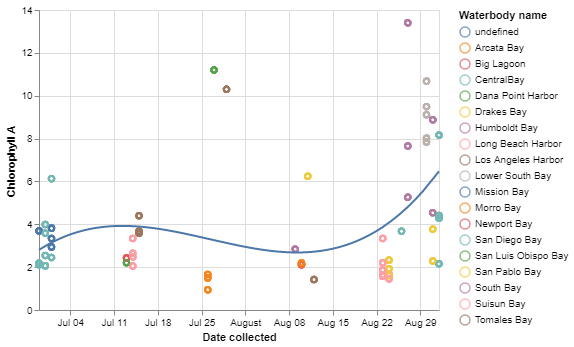 14
12
10
8
6
4
2
0
Chlorophyll A
Jul 04
Jul 11
Jul 18
Jul 25
August
Aug 08
Aug 15
Aug 22
Aug 29
Date collected
Waterbody name
undefined
Arcata Bay
Big Lagoon
CentralBay
Dana Point Harbor
Drakes Bay
Humboldt Bay
Long Beach Harbor
Los Angeles Harbor
Lower South Bay
Mission Bay
Morro Bay
Newport Bay
San Diego Bay
San Luis Obispo Bay
San Pablo Bay
South Bay
Suisun Bay
Tomales Bay